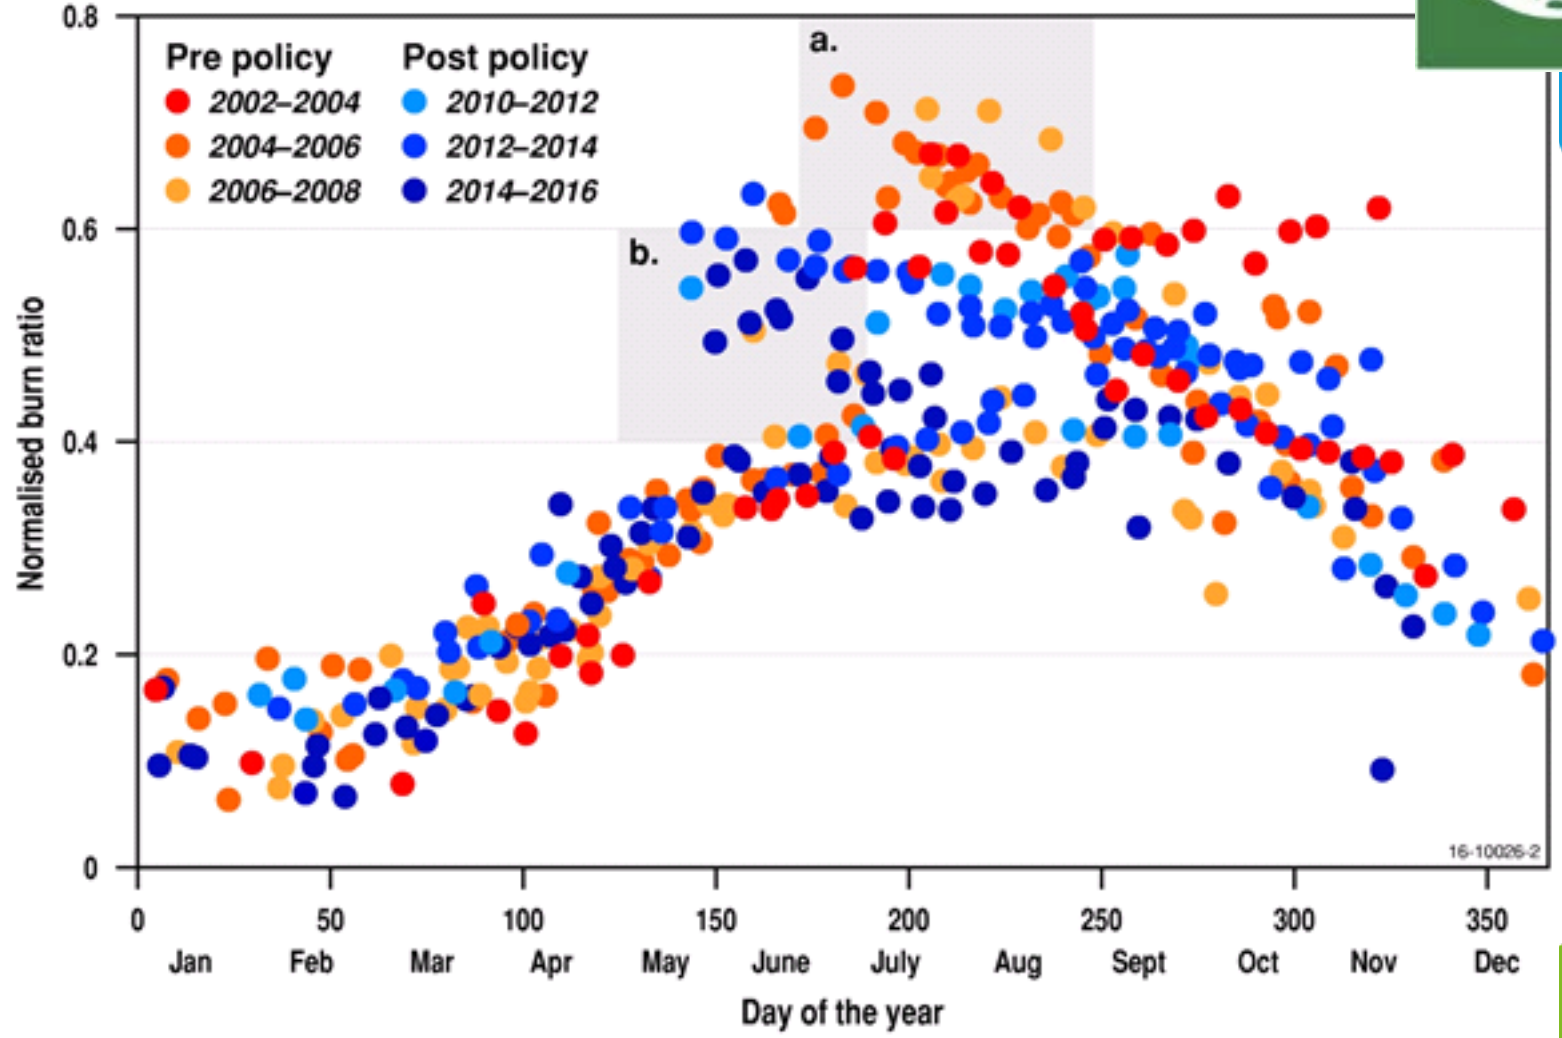 0.8
a.
Pre policy Post policy
2002–2004 2010–2012
2004–2006 2012–2014
2006–2008 2014–2016
0.6
b.
Normalised burn ratio
0.4
0.2
16-10026-2
0
0 50 100 150 200 250 300 350
Jan Feb Mar Apr May June July Aug Sept Oct Nov Dec
Day of the year